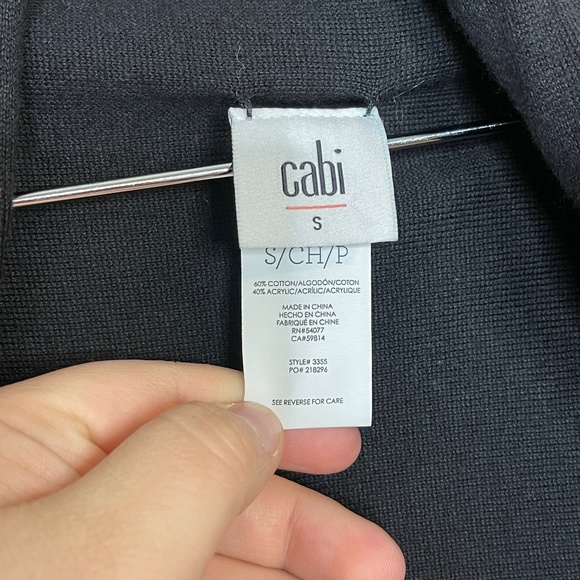 cabi
S
S/CH/P
60% COTTON/ALGODÓN/COTON
40% ACRYLIC/ACRÍLIC/ACRYLIQUE
MADE IN CHINA
HECHO EN CHINA
FABRIQUÉ EN CHINE
RN#54077
CA#59814
STYLE# 3355
PO# 218296
SEE REVERSE FOR CARE